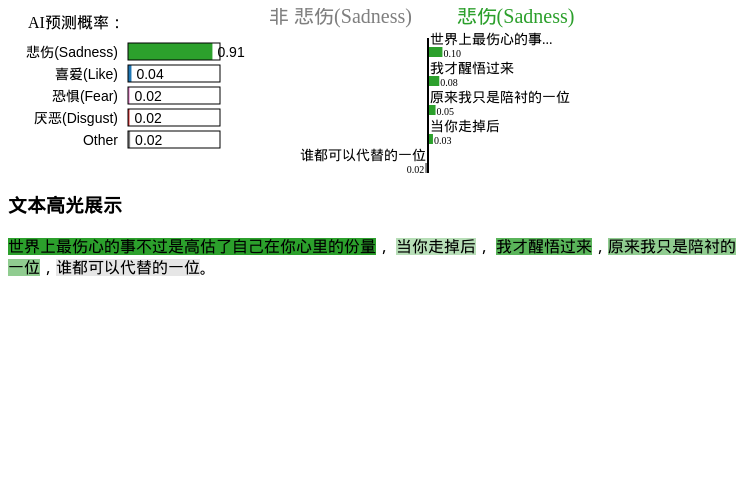 AI预测概率：
悲伤(Sadness) 0.91
喜爱(Like) 0.04
恐惧(Fear) 0.02
厌恶(Disgust) 0.02
Other 0.02
非 悲伤(Sadness) 悲伤(Sadness)
世界上最伤心的事...
0.10
我才醒悟过来
0.08
原来我只是陪衬的一位
0.05
当你走掉后
0.03
谁都可以代替的一位
0.02
文本高光展示
世界上最伤心的事不过是高估了自己在你心里的份量，当你走掉后，我才醒悟过来，原来我只是陪衬的
一位，谁都可以代替的一位。